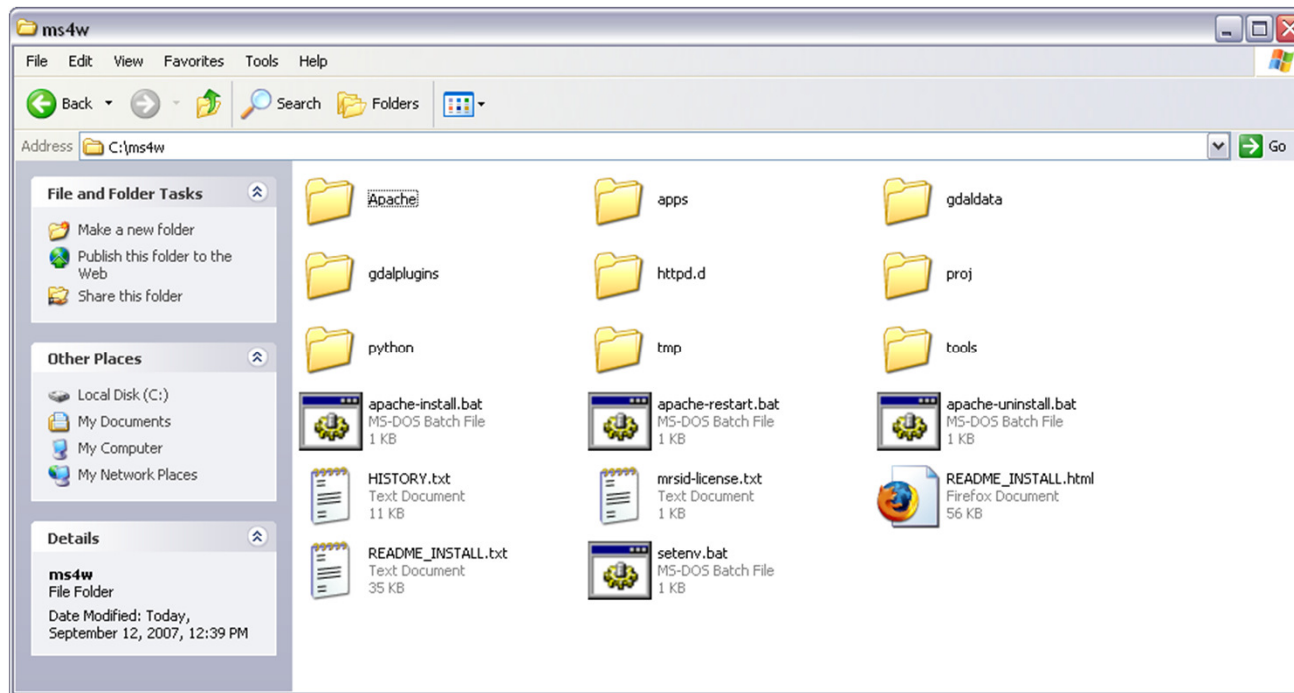 ms4w
File Edit View Favorites Tools Help
Back Search Folders
Address C:\ms4w Go
File and Folder Tasks
Make a new folder
Publish this folder to the
Web
Share this folder
Other Places
Local Disk (C:)
My Documents
My Computer
My Network Places
Details
ms4w
File Folder
Date Modified: Today,
September 12, 2007, 12:39 PM
Apache apps gdaldata
gdalplugins httpd.d proj
python tmp tools
apache-install.bat apache-restart.bat apache-uninstall.bat
MS-DOS Batch File MS-DOS Batch File MS-DOS Batch File
1 KB 1 KB 1 KB
HISTORY.txt mrsid-license.txt README_INSTALL.html
Text Document Text Document Firefox Document
11 KB 1 KB 56 KB
README_INSTALL.txt setenv.bat
Text Document MS-DOS Batch File
35 KB 1 KB